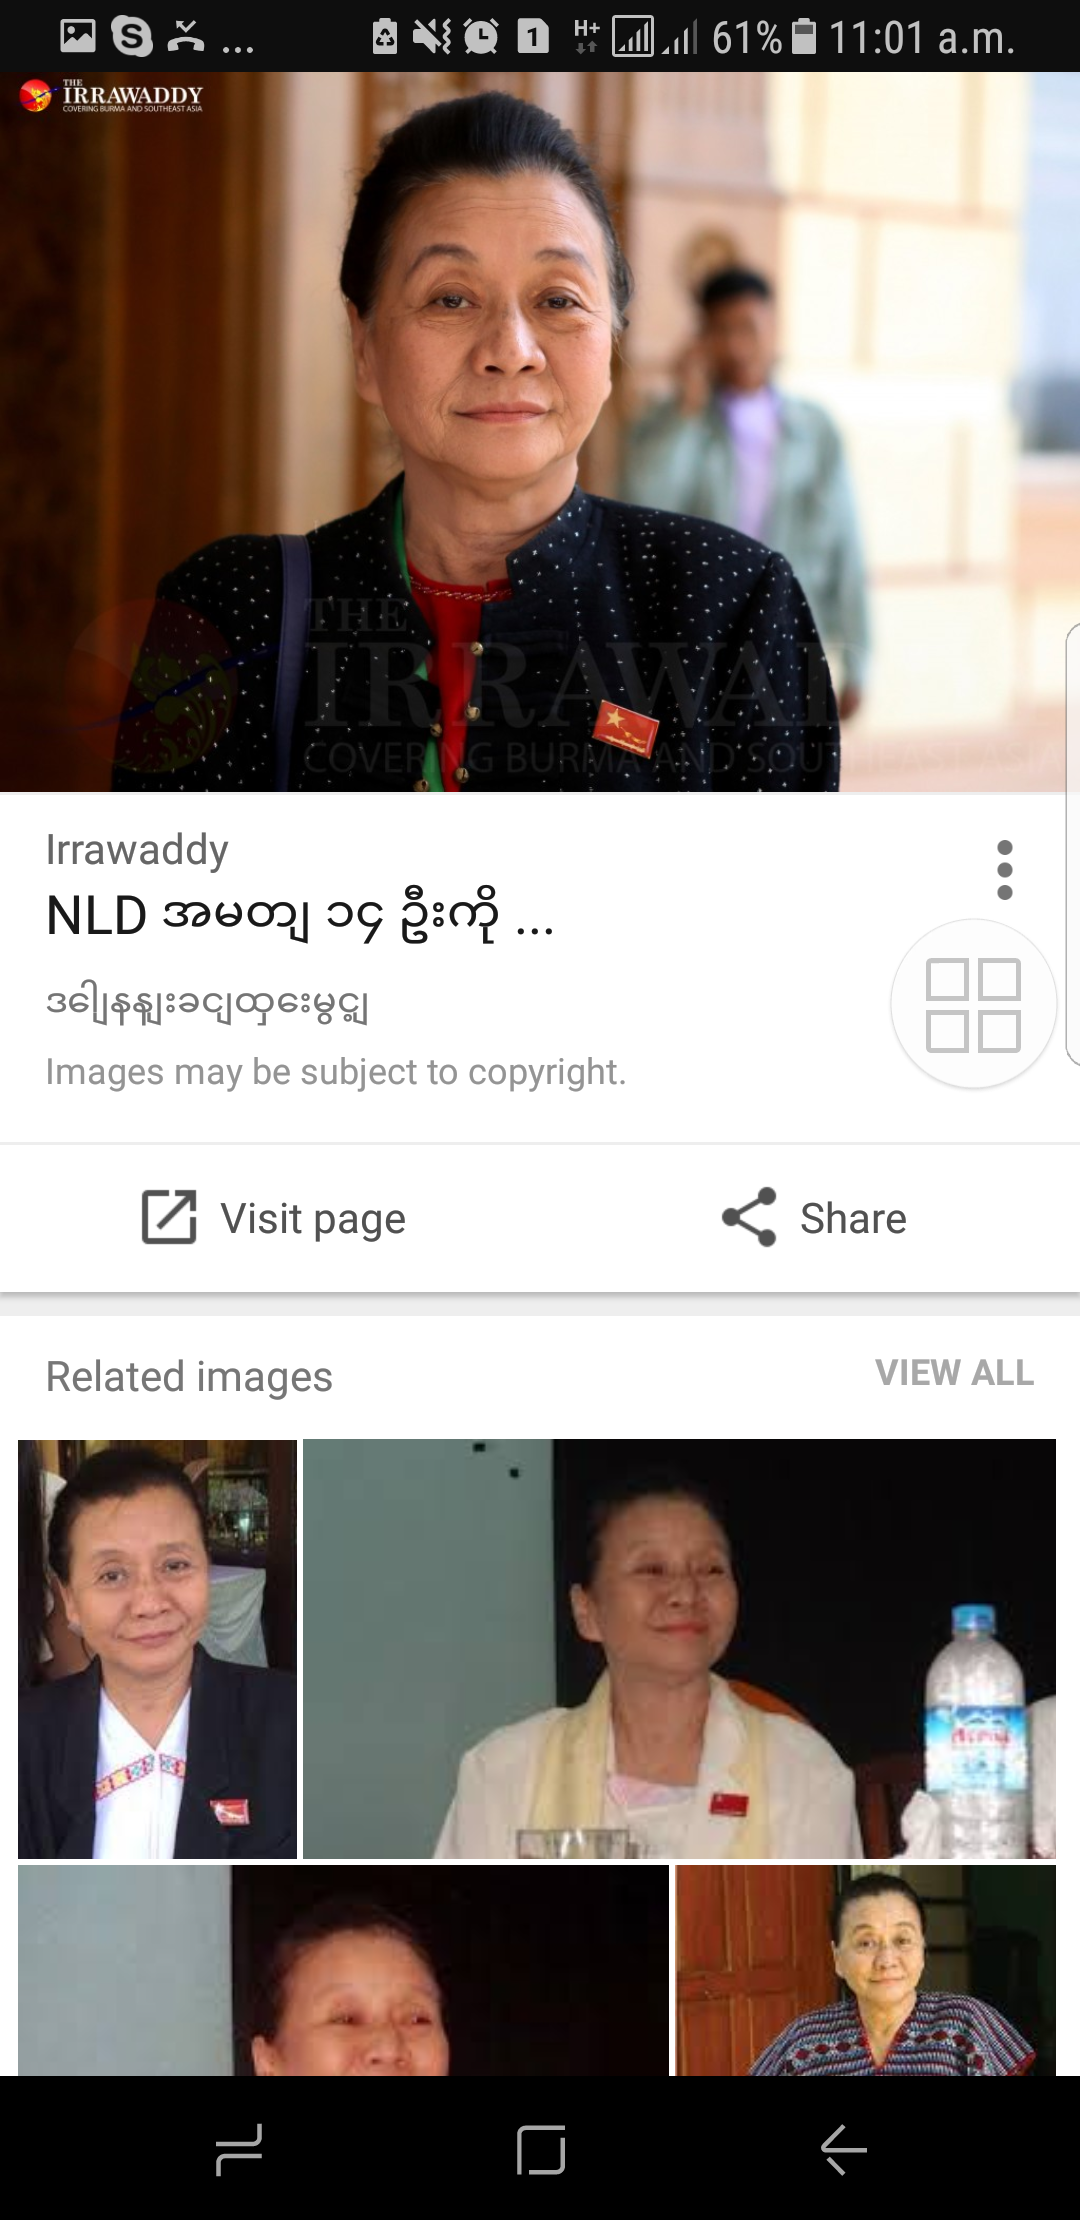 61% 11:01 a.m.
THE
IRRAWADDY
COVERING BURMA AND SOUTHEAST ASIA
THE
IRRAWAD
COVERING BURMA AND SOUTHEAST ASIA
Irrawaddy
NLD အမတျ ၁၄ ဦးကို ...
ဒေါျနနျးခငျထှေးမွင့ျ
Images may be subject to copyright.
Visit page
Share
Related images
VIEW ALL